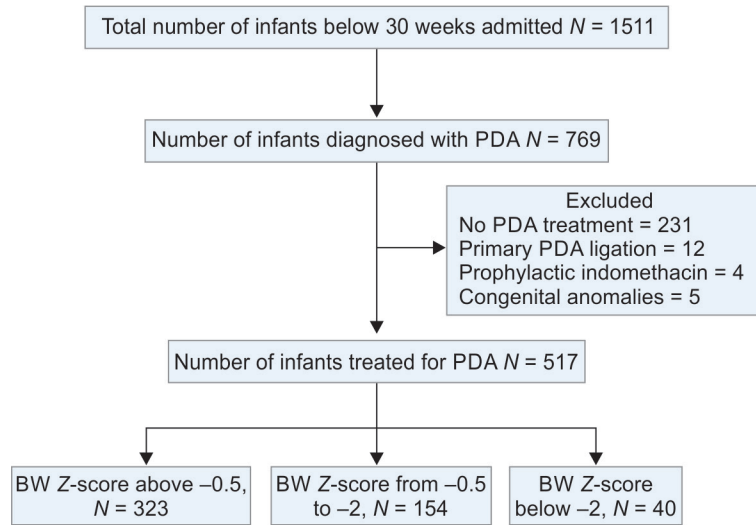 Total number of infants below 30 weeks admitted N = 1511
Number of infants diagnosed with PDA N = 769
Excluded
No PDA treatment = 231
Primary PDA ligation = 12
Prophylactic indomethacin = 4
Congenital anomalies = 5
Number of infants treated for PDA N = 517
BW Z-score above –0.5,
N = 323
BW Z-score from –0.5
to –2, N = 154
BW Z-score
below –2, N = 40